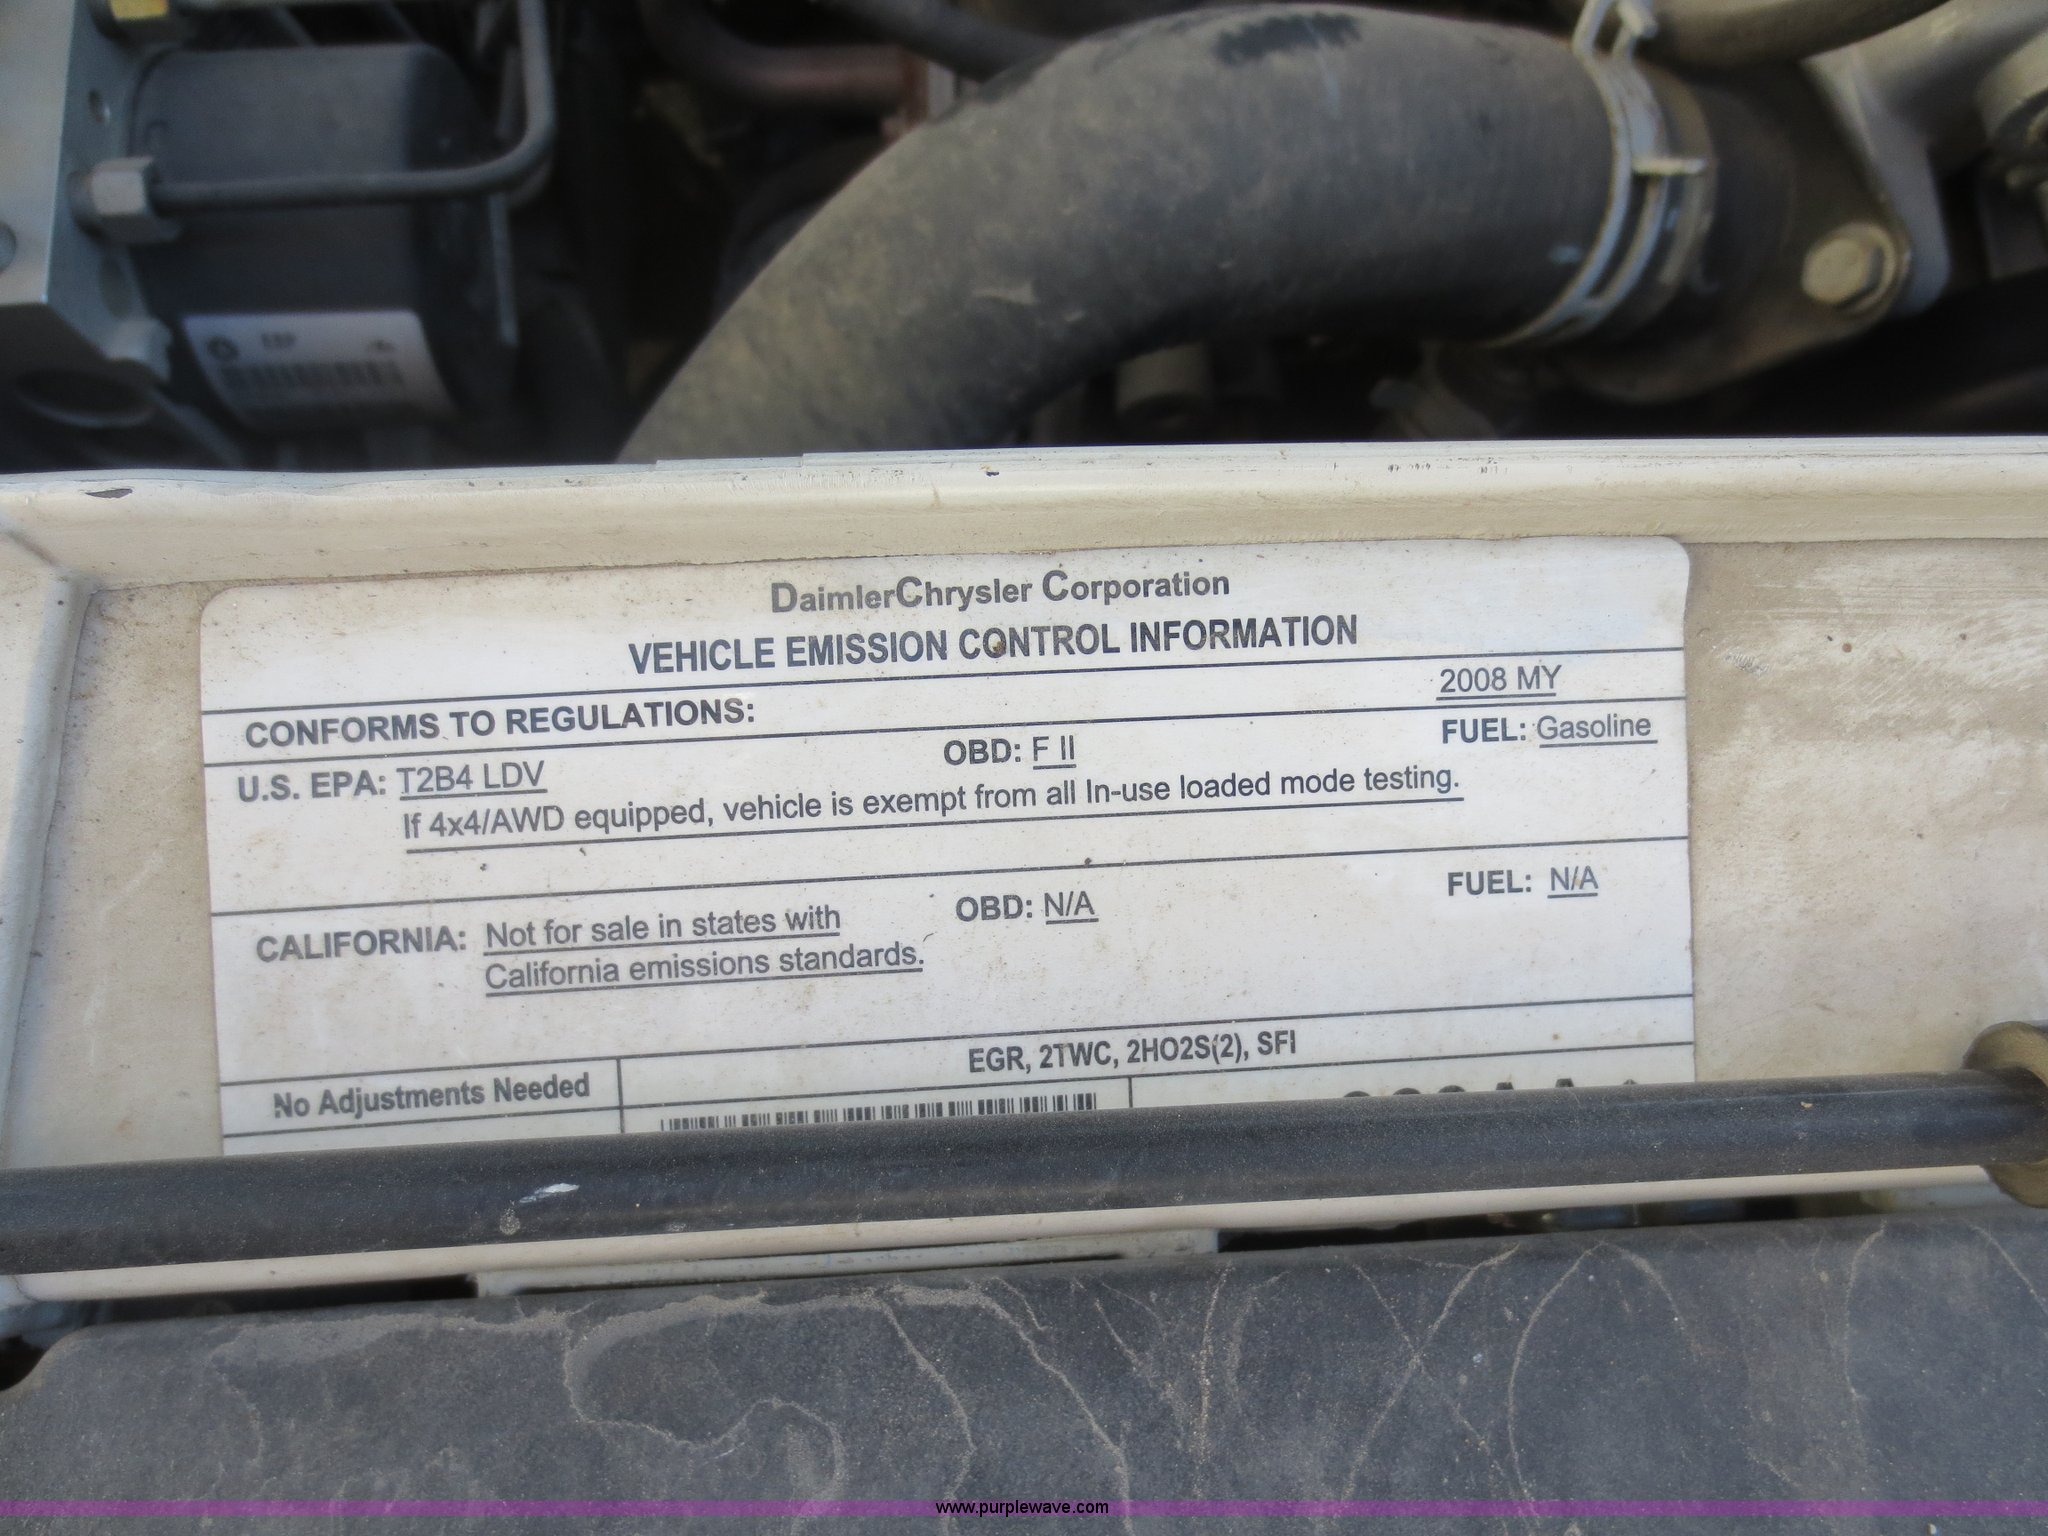 DaimlerChrysler Corporation
VEHICLE EMISSION CONTROL INFORMATION
CONFORMS TO REGULATIONS: 2008 MY
U.S. EPA: T2B4 LDV OBD: F II FUEL: Gasoline
If 4x4/AWD equipped, vehicle is exempt from all In-use loaded mode testing.
CALIFORNIA: Not for sale in states with OBD: N/A FUEL: N/A
California emissions standards.
No Adjustments Needed EGR, 2TWC, 2HO2S(2), SFI
www.purplewave.com